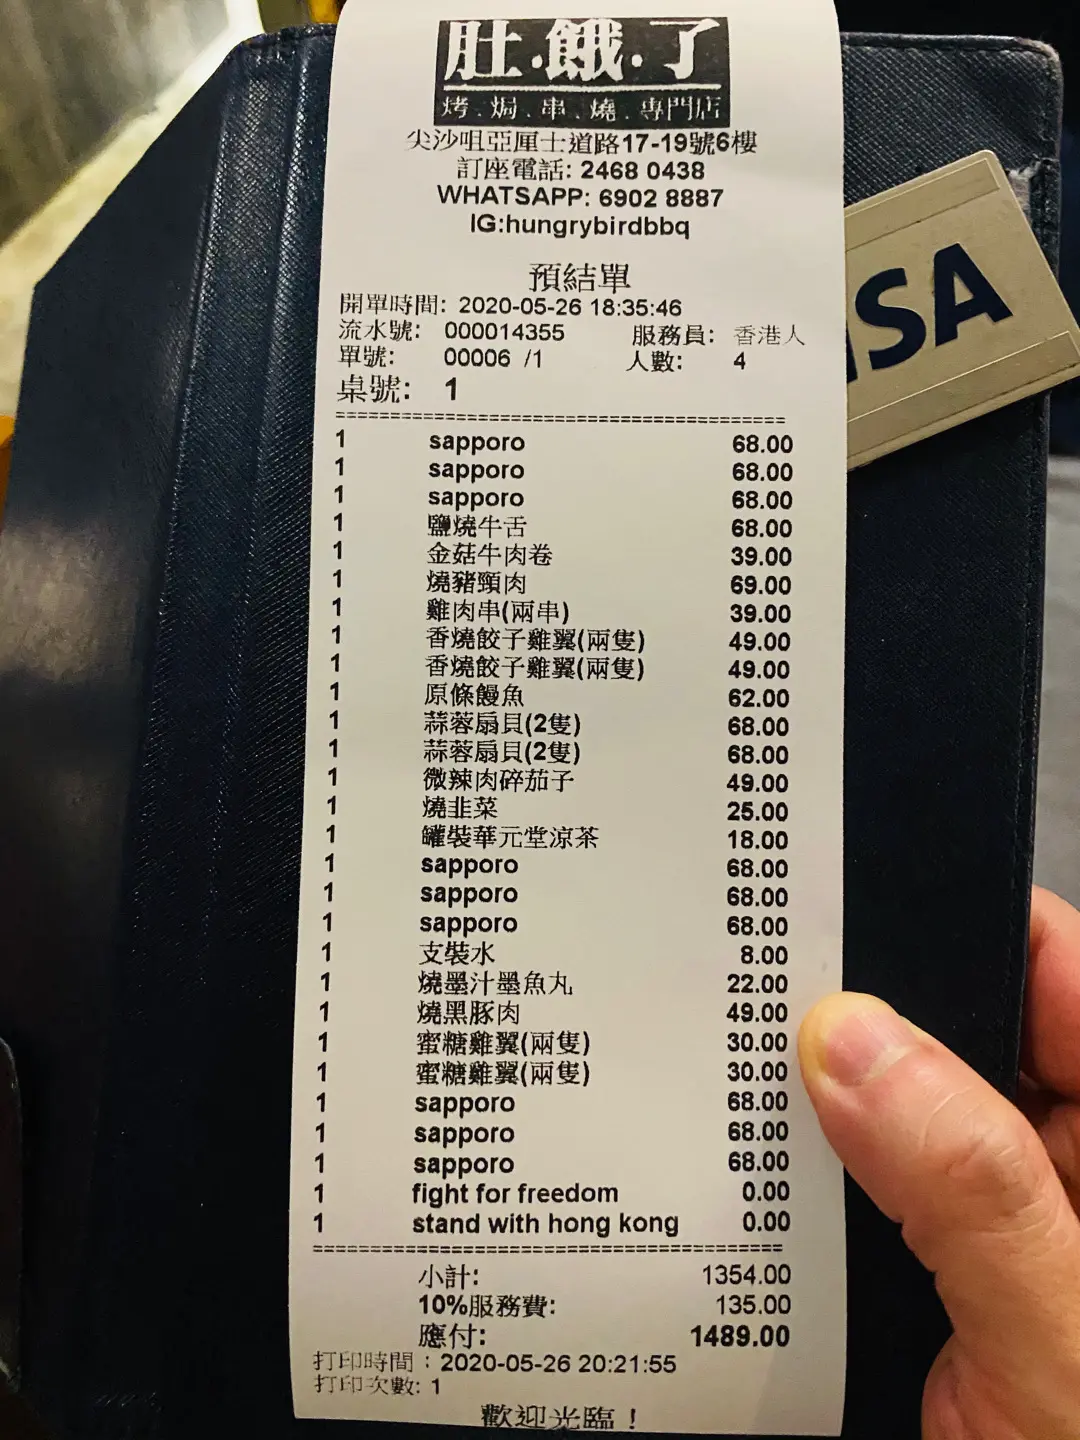 肚.餓.了
烤.焗.串.燒.專門店
尖沙咀亞厘士道路17-19號6樓
訂座電話: 2468 0438
WHATSAPP: 6902 8887
IG:hungrybirdbbq
預結單
開單時間: 2020-05-26 18:35:46
流水號: 000014355 服務員: 香港人
單號: 00006 /1 人數: 4
桌號: 1
1 sapporo 68.00
1 sapporo 68.00
1 sapporo 68.00
1 鹽燒牛舌 68.00
1 金菇牛肉卷 39.00
1 燒豬頸肉 69.00
1 雞肉串(兩串) 39.00
1 香燒餃子雞翼(兩隻) 49.00
1 香燒餃子雞翼(兩隻) 49.00
1 原條饅魚 62.00
1 蒜蓉扇貝(2隻) 68.00
1 蒜蓉扇貝(2隻) 68.00
1 微辣肉碎茄子 49.00
1 燒韭菜 25.00
1 罐裝華元堂涼茶 18.00
1 sapporo 68.00
1 sapporo 68.00
1 sapporo 68.00
1 支裝水 8.00
1 燒墨汁墨魚丸 22.00
1 燒黑豚肉 49.00
1 蜜糖雞翼(兩隻) 30.00
1 蜜糖雞翼(兩隻) 30.00
1 sapporo 68.00
1 sapporo 68.00
1 sapporo 68.00
1 fight for freedom 0.00
1 stand with hong kong 0.00
小計: 1354.00
10%服務費: 135.00
應付: 1489.00
打印時間：2020-05-26 20:21:55
打印次數: 1
歡迎光臨！
ISA